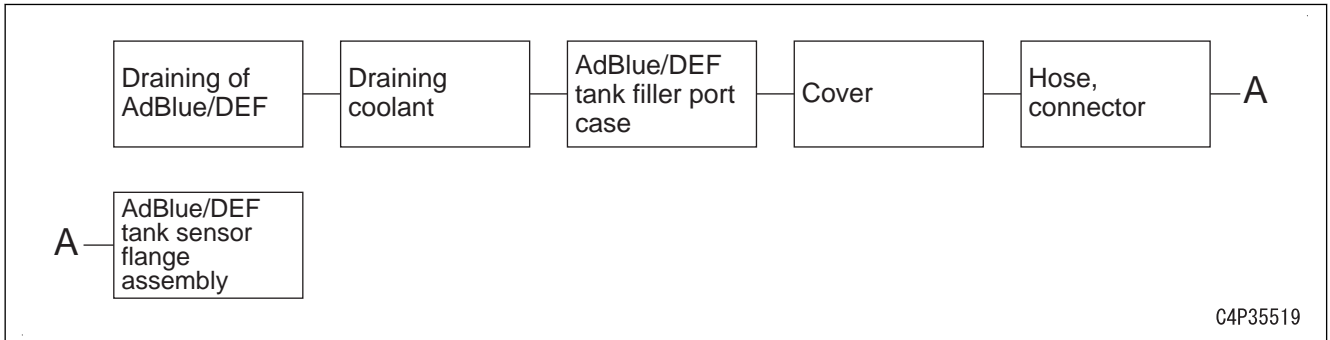 Draining of
AdBlue/DEF
Draining
coolant
AdBlue/DEF
tank filler port
case
Cover
Hose,
connector
A
A
AdBlue/DEF
tank sensor
flange
assembly
C4P35519